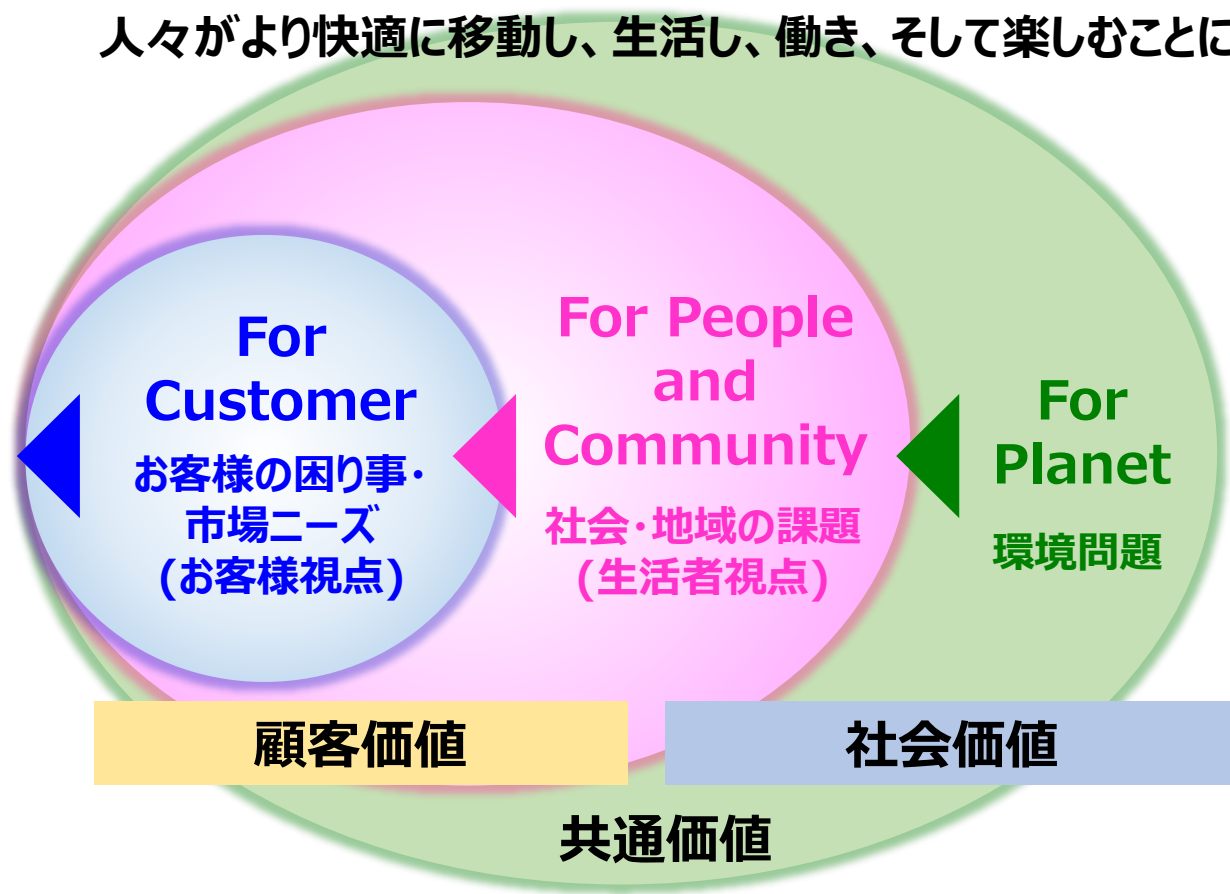 人々がより快適に移動し、生活し、働き、そして楽しむことに
For
Customer
お客様の困り事・
市場ニーズ
(お客様視点)
For People
and
Community
社会・地域の課題
(生活者視点)
For
Planet
環境問題
顧客価値
社会価値
共通価値